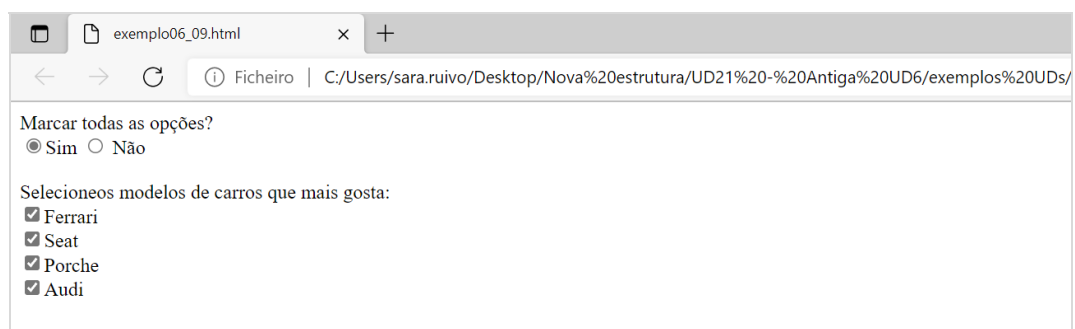 exemplo06_09.html
Ficheiro | C:/Users/sara.ruivo/Desktop/Nova%20estrutura/UD21%20-%20Antiga%20UD6/exemplos%20UDs/
Marcar todas as opções?
Sim Não
Selecioneos modelos de carros que mais gosta:
Ferrari
Seat
Porche
Audi